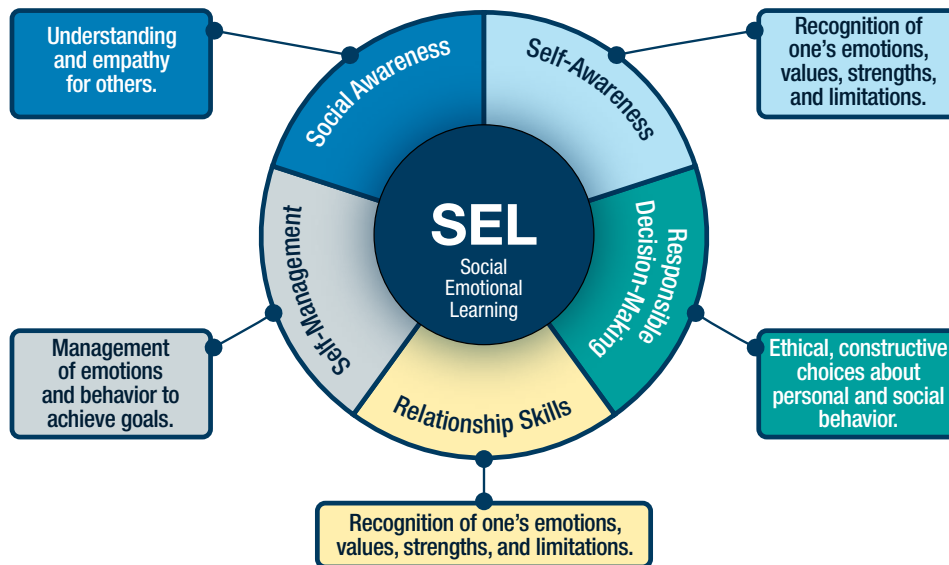 Understanding
and empathy
for others.
Social Awareness
Self-Awareness
Recognition of
one’s emotions,
values, strengths,
and limitations.
SEL
Social
Emotional
Learning
Responsible
Decision-Making
Self-Management
Management
of emotions
and behavior to
achieve goals.
Ethical, constructive
choices about
personal and social
behavior.
Relationship Skills
Recognition of one’s emotions,
values, strengths, and limitations.